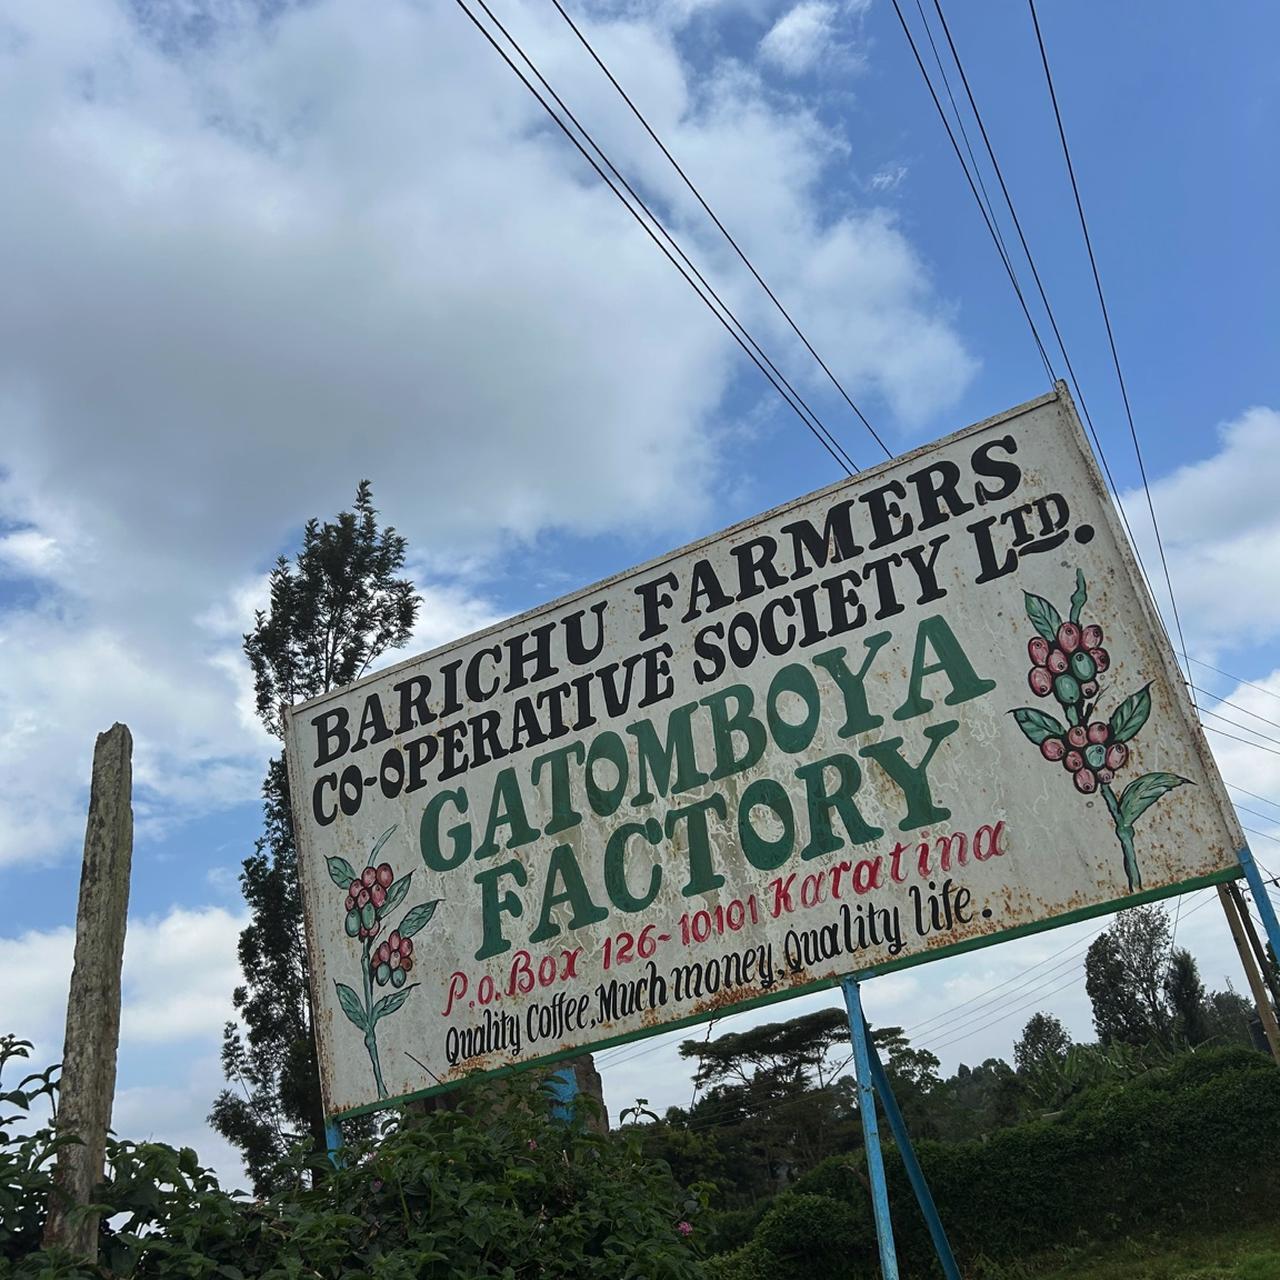 BARICHU FARMERS
CO-OPERATIVE SOCIETY LTD.
GATOMBOYA
FACTORY
P.o.Box 126-10101 Karatina
Quality Coffee, Much money, Quality life.